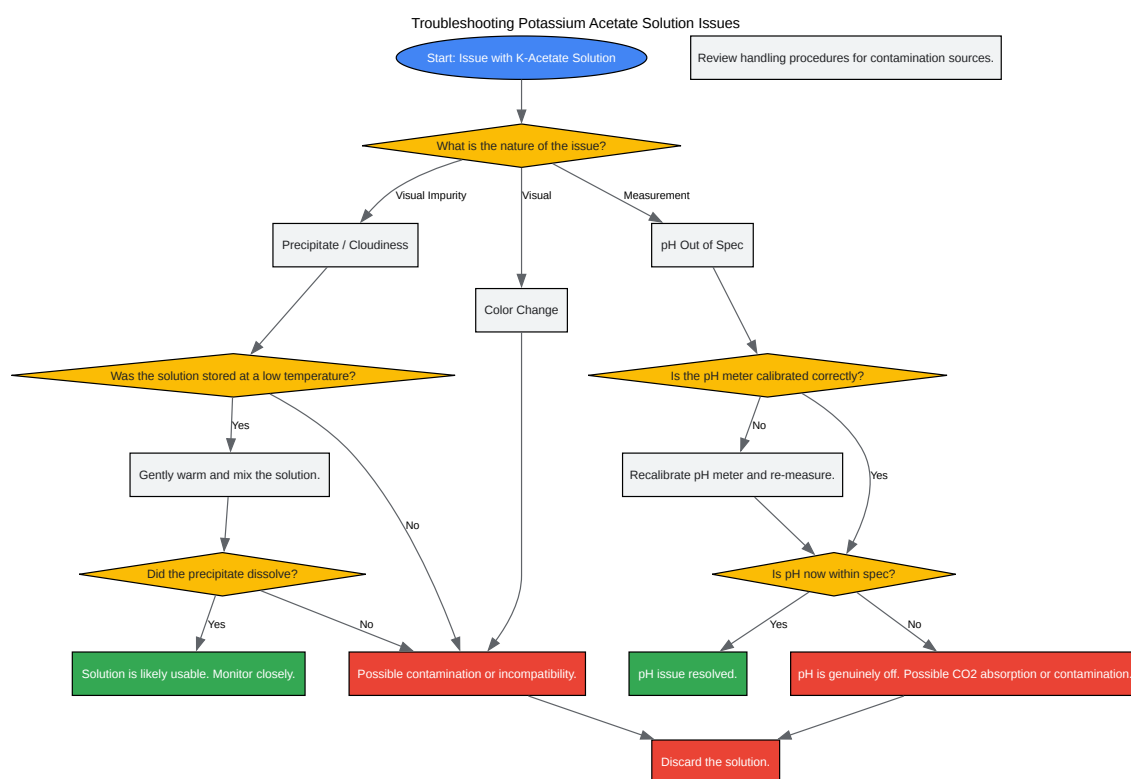 Troubleshooting Potassium Acetate Solution Issues
Start: Issue with K-Acetate Solution
Review handling procedures for contamination sources.
What is the nature of the issue?
Visual Impurity
Visual
Measurement
Precipitate / Cloudiness
pH Out of Spec
Color Change
Was the solution stored at a low temperature?
Is the pH meter calibrated correctly?
Yes
No
Gently warm and mix the solution.
Recalibrate pH meter and re-measure.
Yes
No
Did the precipitate dissolve?
Is pH now within spec?
Yes
No
Yes
No
Solution is likely usable. Monitor closely.
Possible contamination or incompatibility.
pH issue resolved.
pH is genuinely off. Possible CO2 absorption or contamination.
Discard the solution.